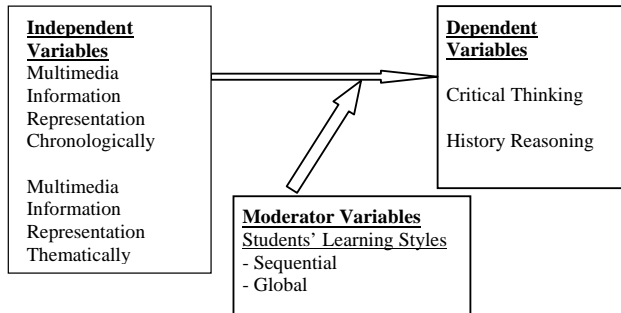 Independent
Variables
Multimedia
Information
Representation
Chronologically
Multimedia
Information
Representation
Thematically
Dependent
Variables
Critical Thinking
History Reasoning
Moderator Variables
Students’ Learning Styles
- Sequential
- Global